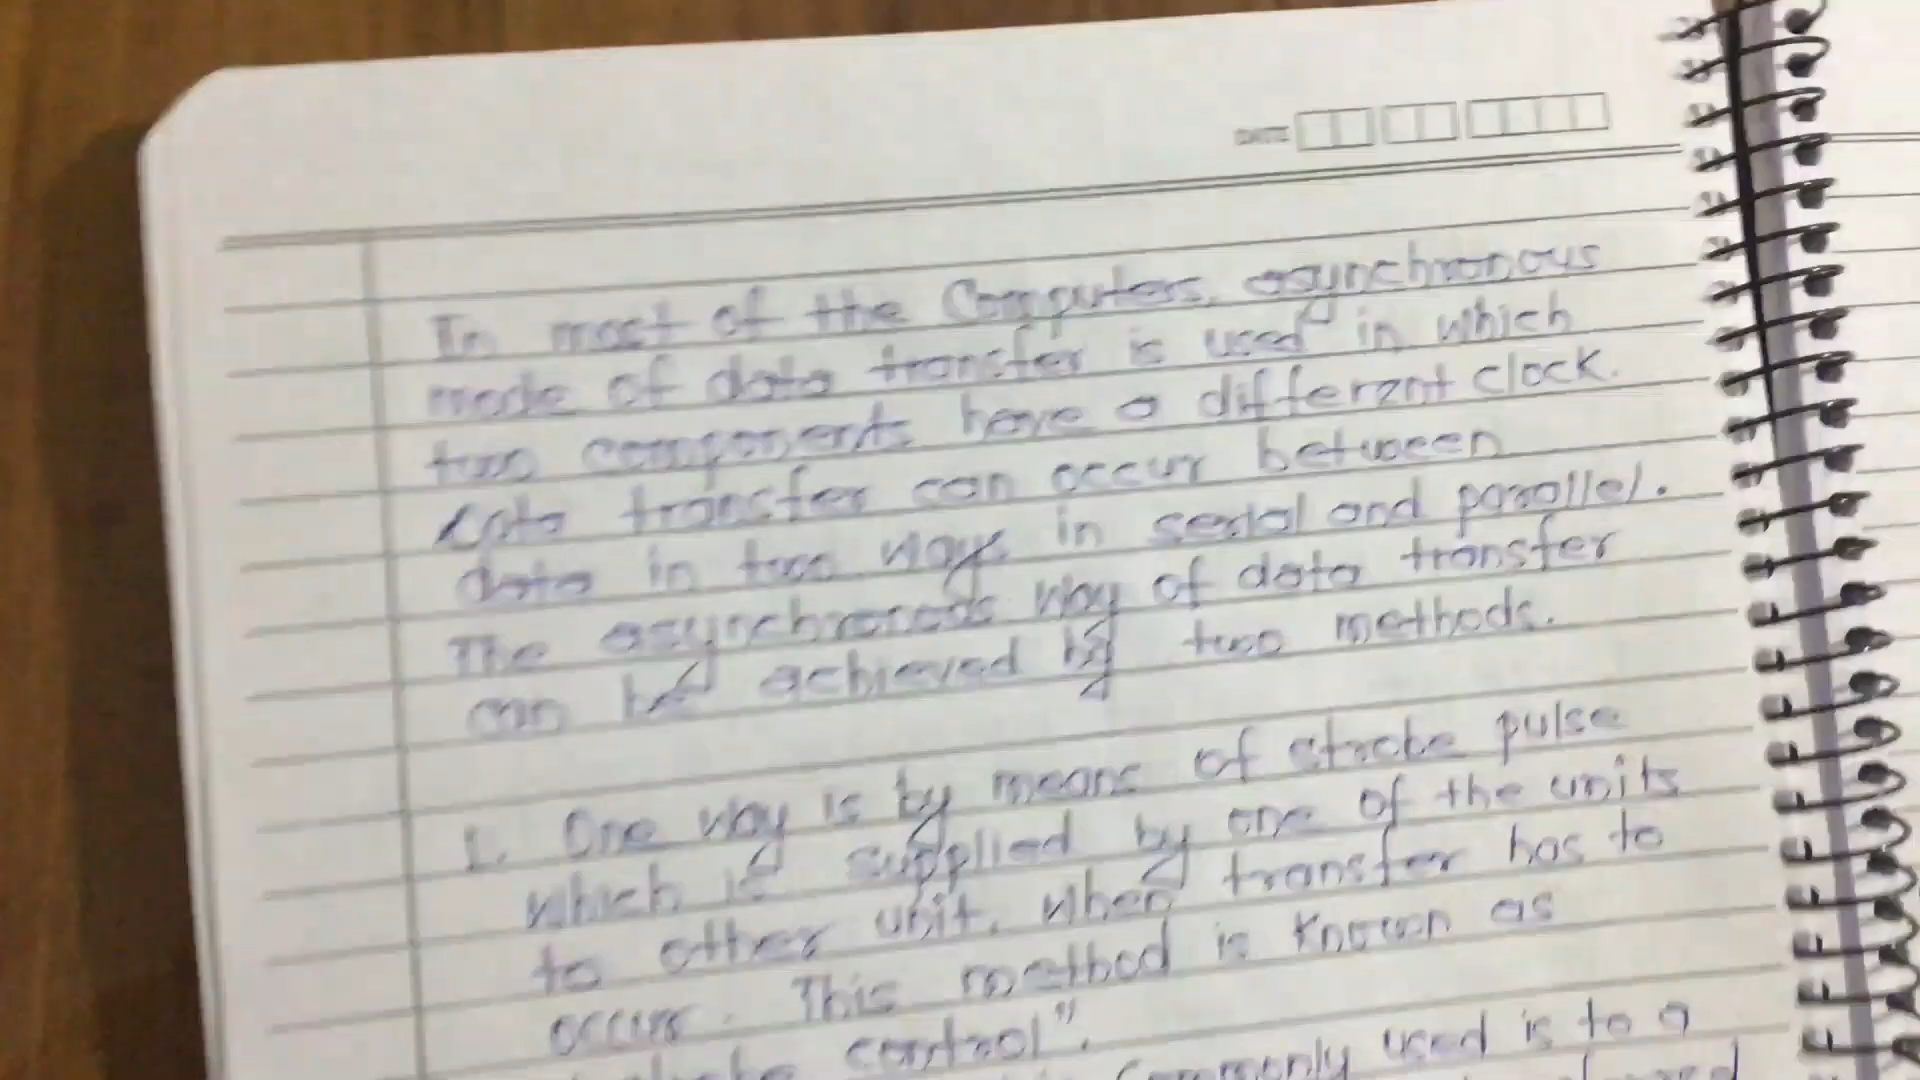 DATE
In most of the Computers, asynchronous
mode of data transfer is used in which
two components have a different clock.
data transfer can occur between
data in two ways in serial and parallel.
The asynchronous way of data transfer
can be achieved by two methods.
1. One way is by means of strobe pulse
which is supplied by one of the units
to other unit. when transfer has to
occur. This method is known as
control".
commonly used is to a